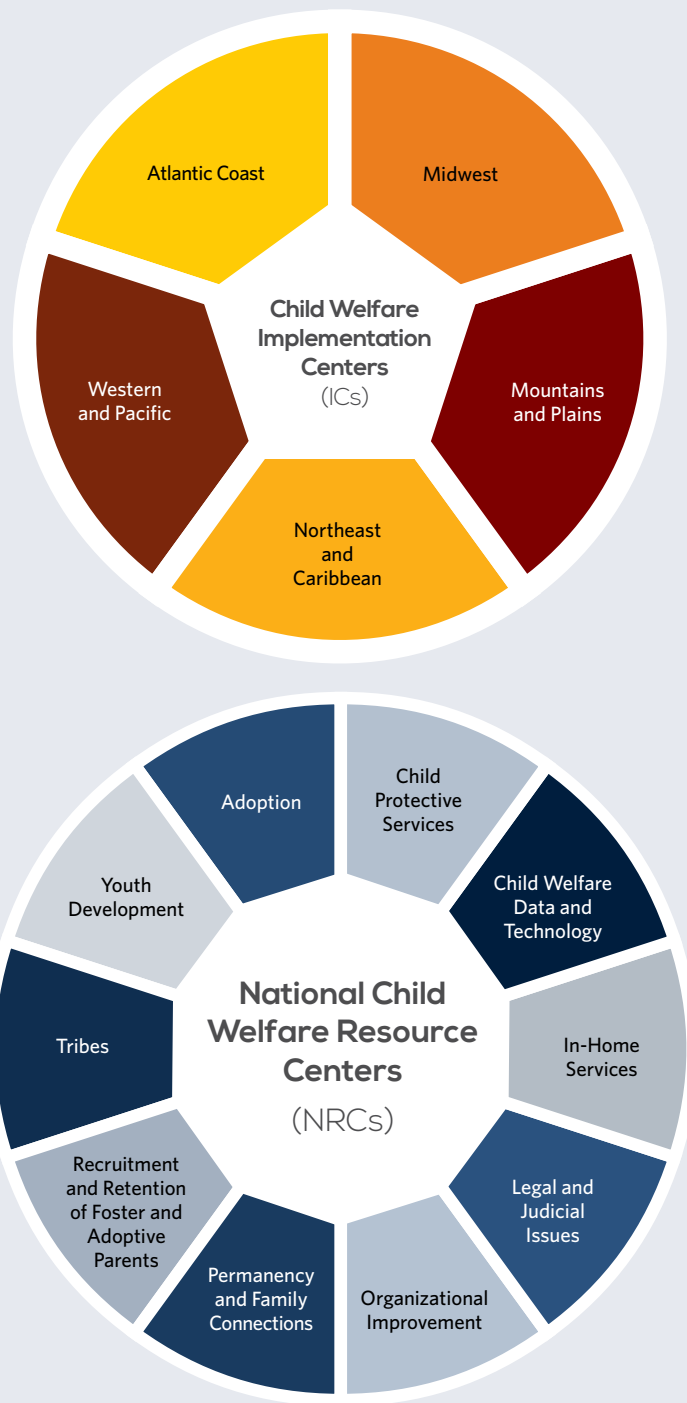 Atlantic Coast
Midwest
Child Welfare
Implementation
Centers
(ICs)
Western
and Pacific
Mountains
and Plains
Northeast
and
Caribbean
Adoption
Child
Protective
Services
Youth
Development
Child Welfare
Data and
Technology
National Child
Welfare Resource
Centers
(NRCs)
Tribes
In-Home
Services
Recruitment
and Retention
of Foster and
Adoptive
Parents
Legal and
Judicial
Issues
Permanency
and Family
Connections
Organizational
Improvement